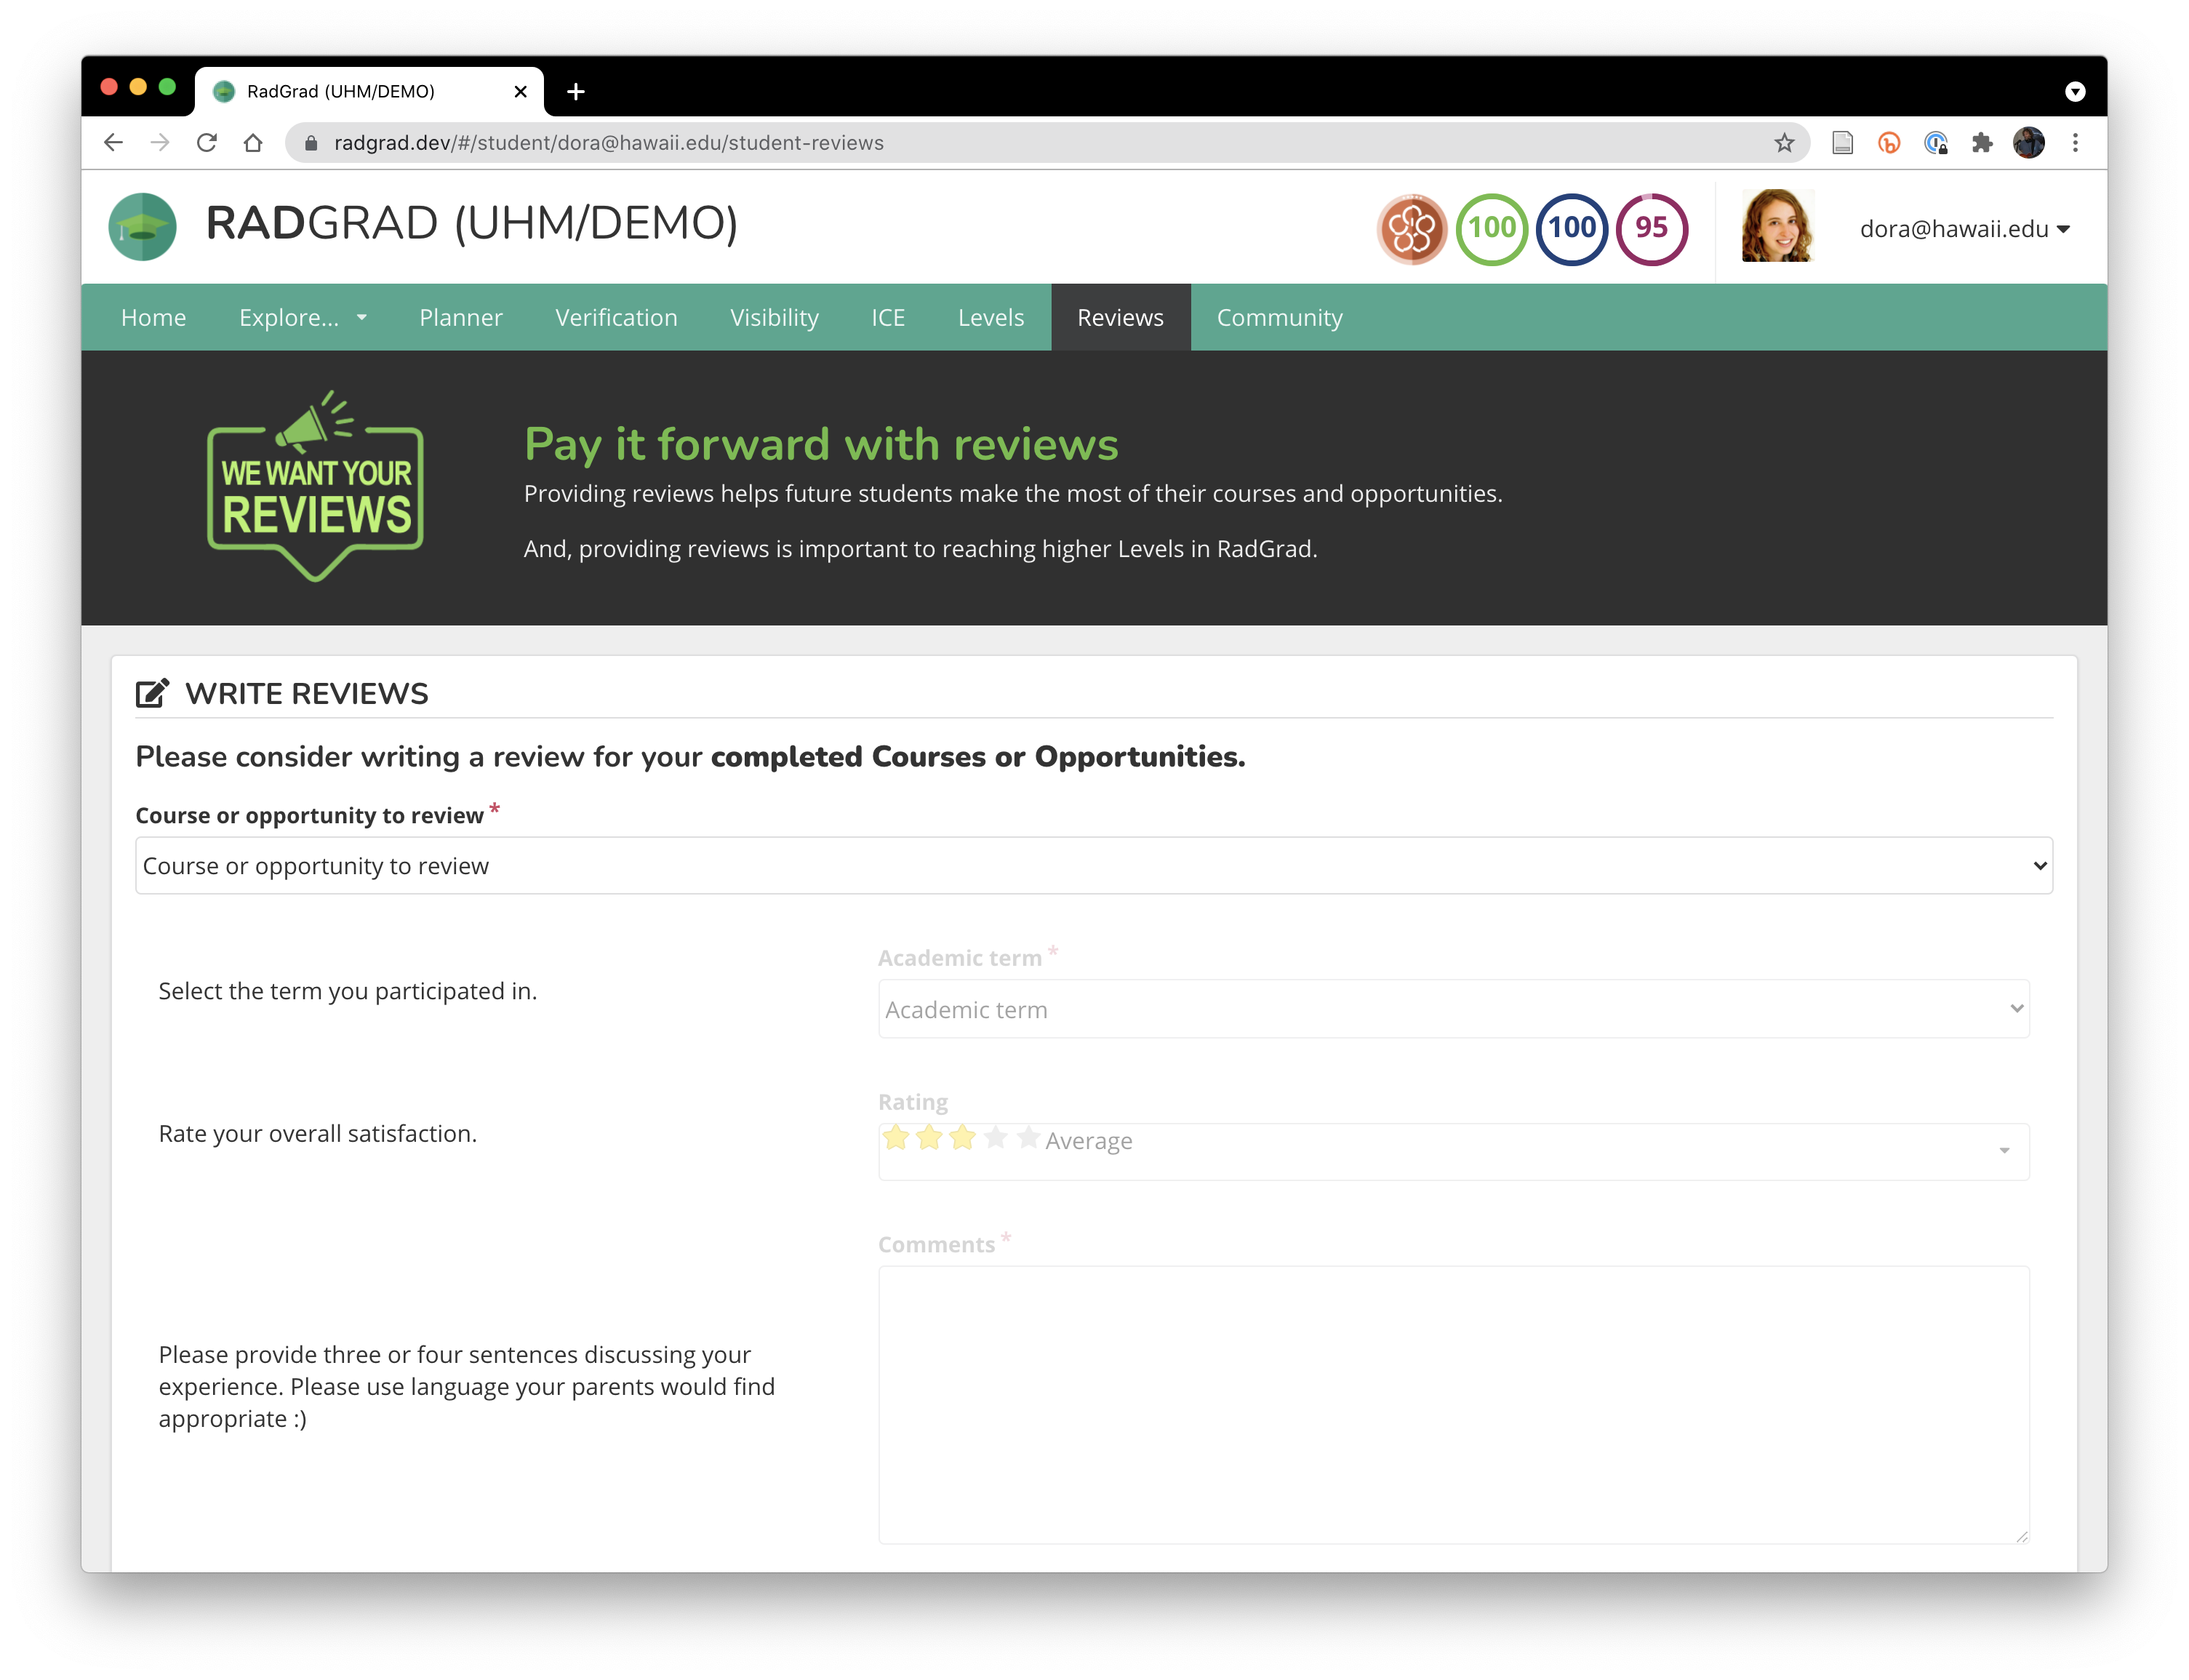 RadGrad (UHM/DEMO)
radgrad.dev/#/student/dora@hawaii.edu/student-reviews
RADGRAD (UHM/DEMO)
100 100 95 dora@hawaii.edu
Home Explore... Planner Verification Visibility ICE Levels Reviews Community
WE WANT YOUR
REVIEWS
Pay it forward with reviews
Providing reviews helps future students make the most of their courses and opportunities.
And, providing reviews is important to reaching higher Levels in RadGrad.
WRITE REVIEWS
Please consider writing a review for your completed Courses or Opportunities.
Course or opportunity to review *
Course or opportunity to review
Select the term you participated in.
Academic term *
Academic term
Rate your overall satisfaction.
Rating
Average
Comments *
Please provide three or four sentences discussing your
experience. Please use language your parents would find
appropriate :)